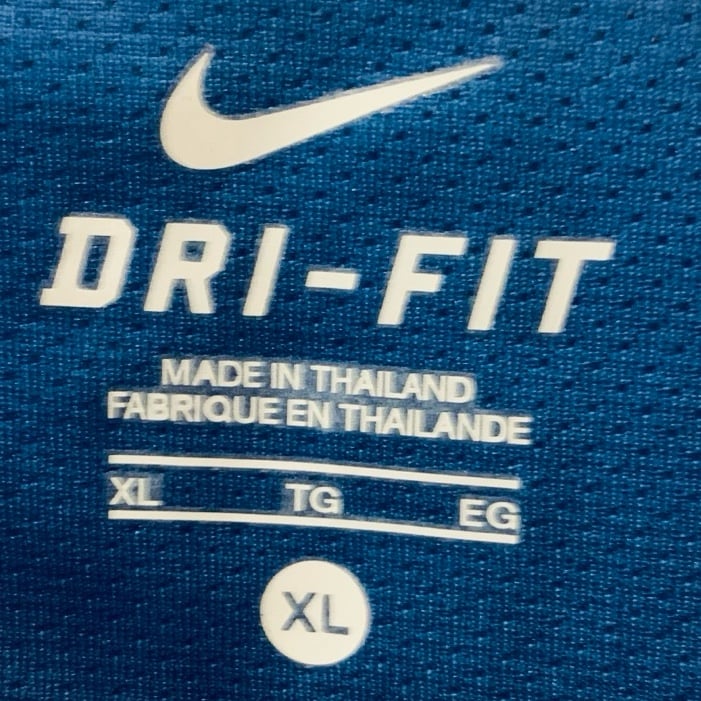 DRI-FIT
MADE IN THAILAND
FABRIQUE EN THAILANDE
XL TG EG
XL